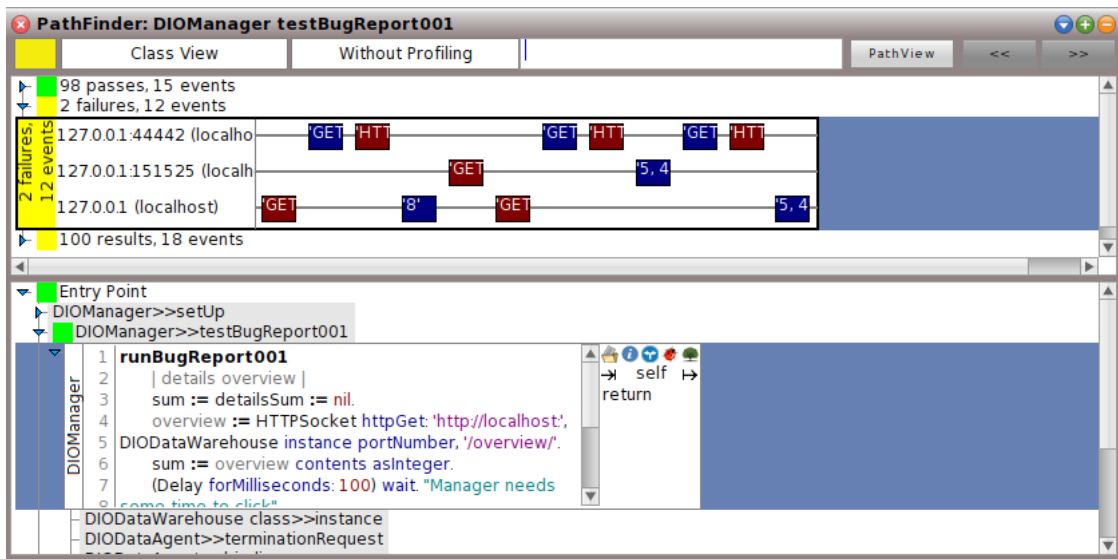 PathFinder: DIOManager testBugReport001
Class View Without Profiling PathView << >>
98 passes, 15 events
2 failures, 12 events
2 failures,
12 events
127.0.0.1:44442 (localho 'GET 'HTT 'GET 'HTT 'GET 'HTT
127.0.0.1:151525 (localh 'GET '5, 4
127.0.0.1 (localhost) 'GET '8' 'GET '5, 4
100 results, 18 events
Entry Point
DIOManager>>setUp
DIOManager>>testBugReport001
DIOManager
1 runBugReport001
2 | details overview |
3 sum := detailsSum := nil.
4 overview := HTTPSocket httpGet: 'http://localhost:',
5 DIODataWarehouse instance portNumber, '/overview/'.
6 sum := overview contents asInteger.
7 (Delay forMilliseconds: 100) wait. "Manager needs
8 some time to click"
self
return
DIODataWarehouse class>>instance
DIODataAgent>>terminationRequest